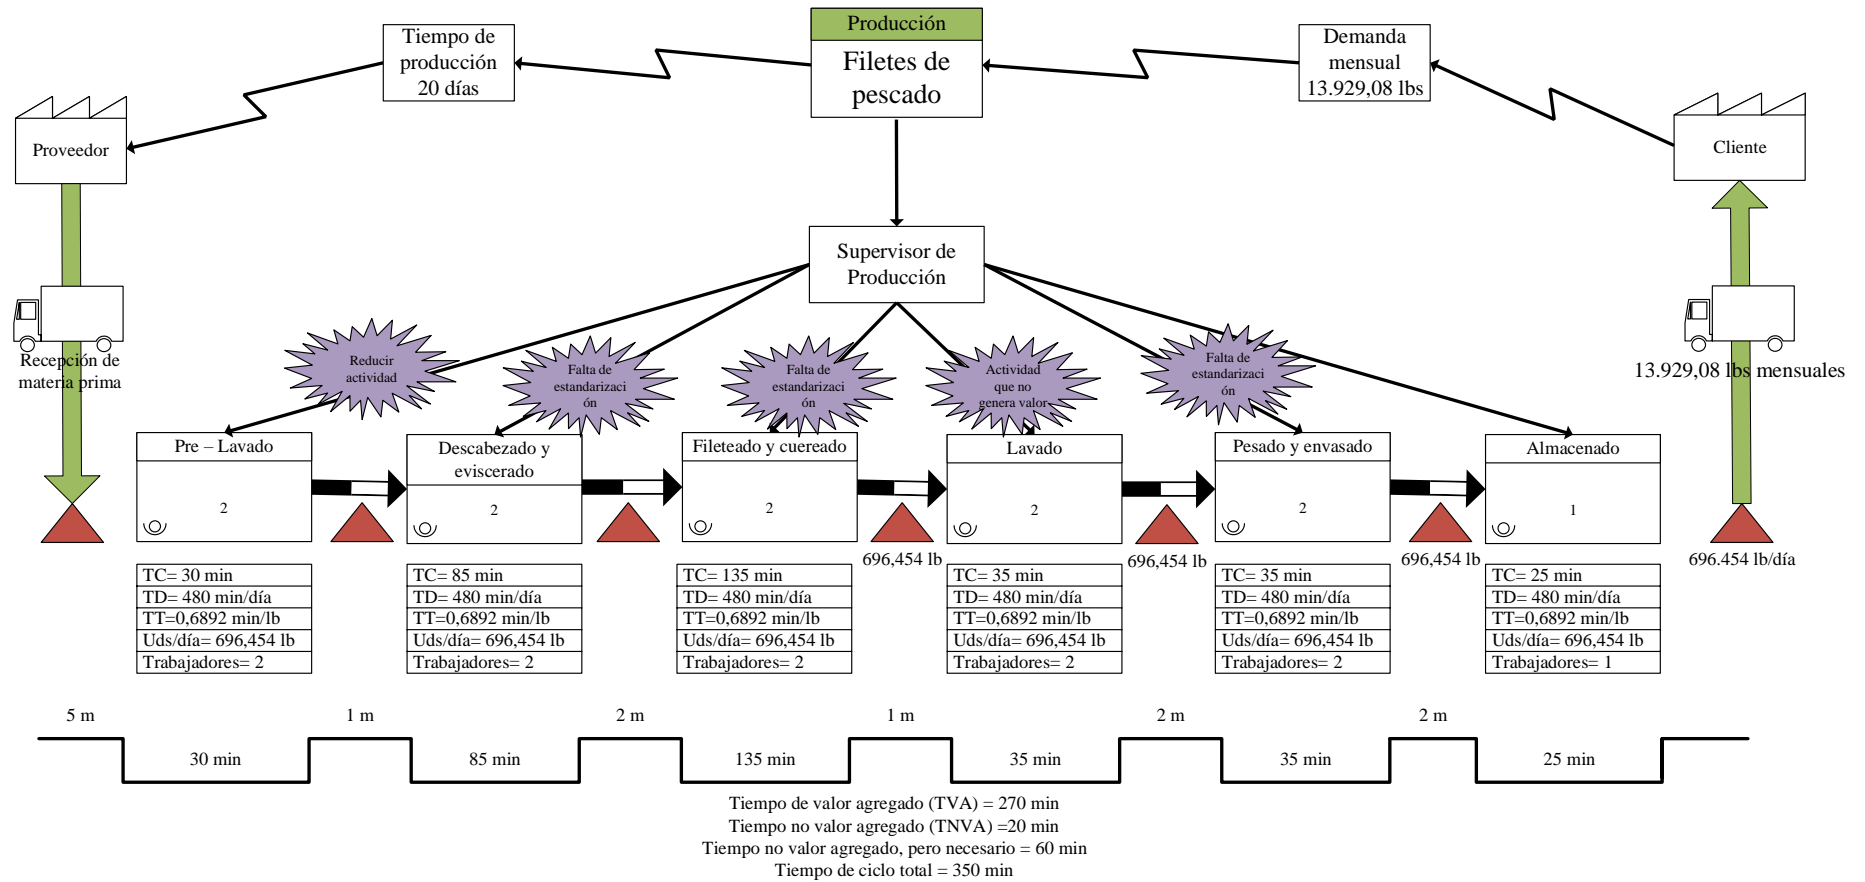 Producción
Filetes de
pescado
Tiempo de
producción
20 días
Demanda
mensual
13.929,08 lbs
Proveedor
Cliente
Supervisor de
Producción
Recepción de
materia prima
13.929,08 lbs mensuales
Reducir
actividad
Falta de
estandarizaci
ón
Falta de
estandarizaci
ón
Actividad
que no
genera valor
Falta de
estandarizaci
ón
Pre – Lavado
2
Descabezado y
eviscerado
2
Fileteado y cuereado
2
Lavado
2
Pesado y envasado
2
Almacenado
1
696,454 lb
696,454 lb
696,454 lb
696.454 lb/día
TC= 30 min
TD= 480 min/día
TT=0,6892 min/lb
Uds/día= 696,454 lb
Trabajadores= 2
TC= 85 min
TD= 480 min/día
TT=0,6892 min/lb
Uds/día= 696,454 lb
Trabajadores= 2
TC= 135 min
TD= 480 min/día
TT=0,6892 min/lb
Uds/día= 696,454 lb
Trabajadores= 2
TC= 35 min
TD= 480 min/día
TT=0,6892 min/lb
Uds/día= 696,454 lb
Trabajadores= 2
TC= 35 min
TD= 480 min/día
TT=0,6892 min/lb
Uds/día= 696,454 lb
Trabajadores= 2
TC= 25 min
TD= 480 min/día
TT=0,6892 min/lb
Uds/día= 696,454 lb
Trabajadores= 1
5 m
1 m
2 m
1 m
2 m
2 m
30 min
85 min
135 min
35 min
35 min
25 min
Tiempo de valor agregado (TVA) = 270 min
Tiempo no valor agregado (TNVA) =20 min
Tiempo no valor agregado, pero necesario = 60 min
Tiempo de ciclo total = 350 min